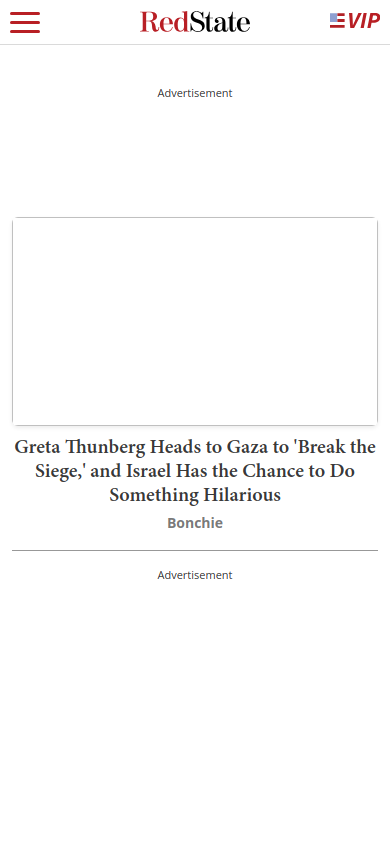 RedState
VIP
Advertisement
Greta Thunberg Heads to Gaza to 'Break the
Siege,' and Israel Has the Chance to Do
Something Hilarious
Bonchie
Advertisement